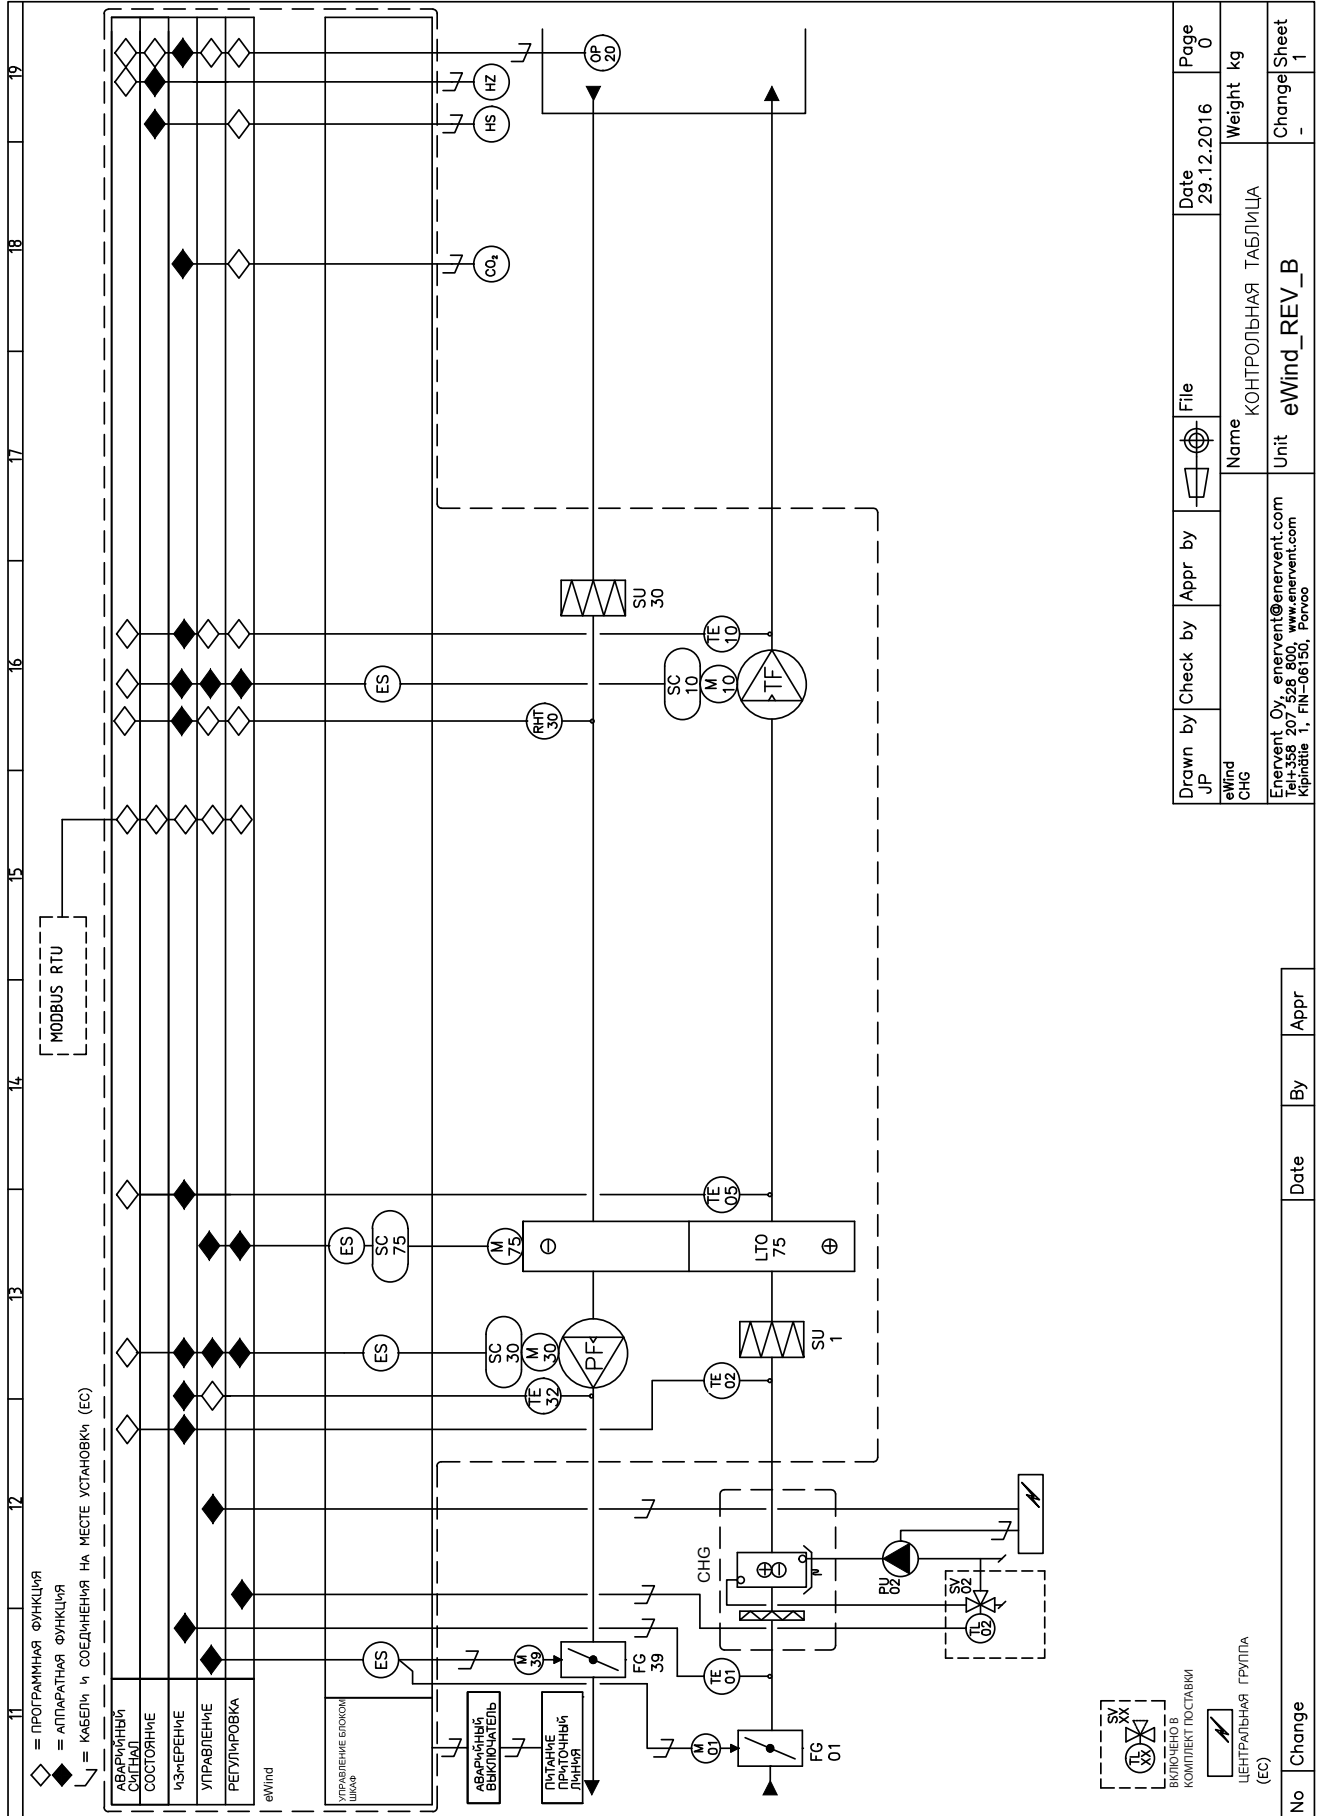 11
12
13
14
15
16
17
18
19
= ПРОГРАММНАЯ ФУНКЦИЯ
= АППАРАТНАЯ ФУНКЦИЯ
= КАБЕЛИ И СОЕДИНЕНИЯ НА МЕСТЕ УСТАНОВКИ (EC)
MODBUS RTU
АВАРИЙНЫЙ
СИГНАЛ
СОСТОЯНИЕ
ИЗМЕРЕНИЕ
УПРАВЛЕНИЕ
РЕГУЛИРОВКА
eWind
УПРАВЛЕНИЕ БЛОКОМ
ШКАФ
АВАРИЙНЫЙ
ВЫКЛЮЧАТЕЛЬ
ПИТАНИЕ
ПРИТОЧНЫЙ
ЛИНИЯ
ES
ES
ES
ES
SC
75
M
75
SC
30
M
30
PF
TE
32
M
39
FG
39
RHT
30
SU
30
CO₂
HS
HZ
OP
20
M
01
FG
01
TE
01
CHG
TE
02
SU
1
LTO
75
TE
05
SC
10
M
10
TF
TE
10
PU
02
SV
02
TL
02
SV
XX
TL
XX
ВКЛЮЧЕНО В
КОМПЛЕКТ ПОСТАВКИ
ЦЕНТРАЛЬНАЯ ГРУППА
(EC)
No
Change
Date
By
Appr
Drawn by
JP
Check by
Appr by
File
Date
29.12.2016
Page
0
eWind
CHG
Name
КОНТРОЛЬНАЯ ТАБЛИЦА
Weight kg
Enervent Oy, enervent@enervent.com
Tel+358 207 528 800, www.enervent.com
Kipinätie 1, FIN-06150, Porvoo
Unit
eWind_REV_B
Change
-
Sheet
1